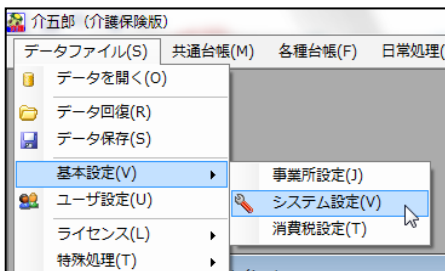 介五郎（介護保険版）
データファイル(S) 共通台帳(M) 各種台帳(F) 日常処理(
データを開く(O)
データ回復(R)
データ保存(S)
基本設定(V)
事業所設定(J)
ユーザ設定(U)
システム設定(V)
消費税設定(T)
ライセンス(L)
特殊処理(T)